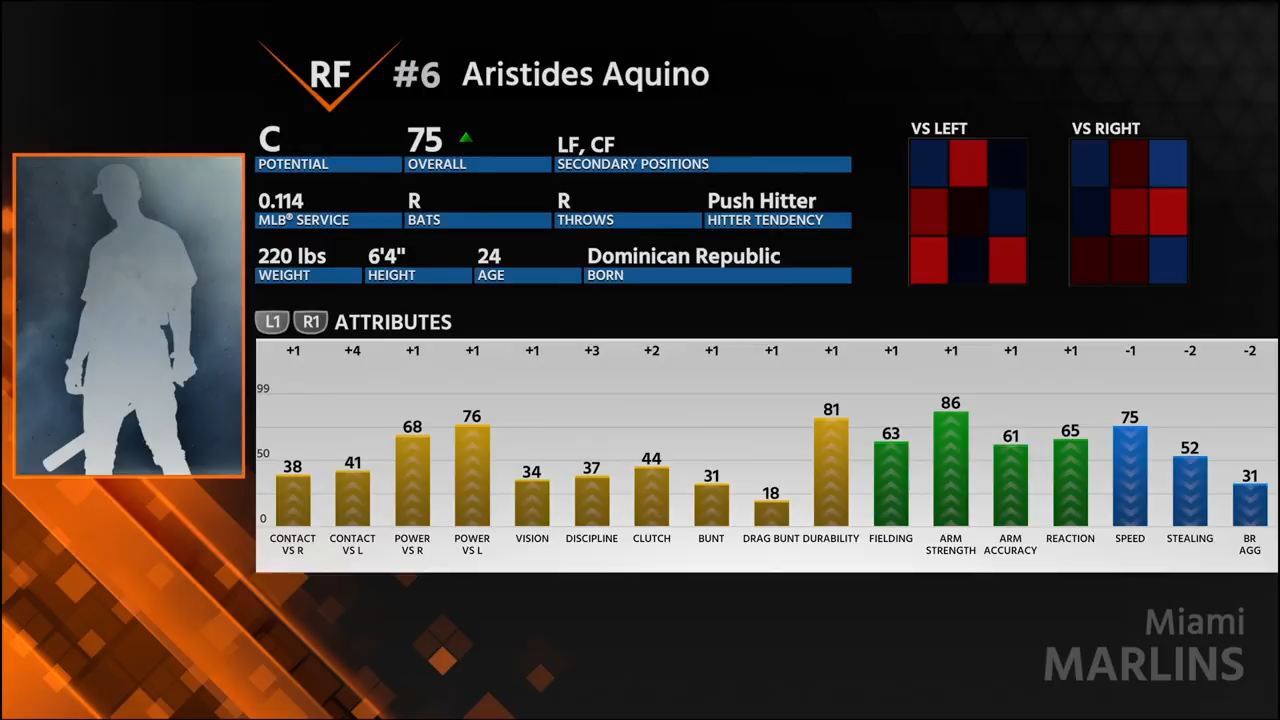 RF #6 Aristides Aquino
C 75 LF, CF
POTENTIAL OVERALL SECONDARY POSITIONS
0.114 R R Push Hitter
MLB® SERVICE BATS THROWS HITTER TENDENCY
220 lbs 6'4" 24 Dominican Republic
WEIGHT HEIGHT AGE BORN
VS LEFT VS RIGHT
L1 R1 ATTRIBUTES
+1 +4 +1 +1 +1 +3 +2 +1 +1 +1 +1 +1 +1 +1 -1 -2 -2
99
50
0
38 41 68 76 34 37 44 31 18 81 63 86 61 65 75 52 31
CONTACT VS R CONTACT VS L POWER VS R POWER VS L VISION DISCIPLINE CLUTCH BUNT DRAG BUNT DURABILITY FIELDING ARM STRENGTH ARM ACCURACY REACTION SPEED STEALING BR AGG
Miami
MARLINS